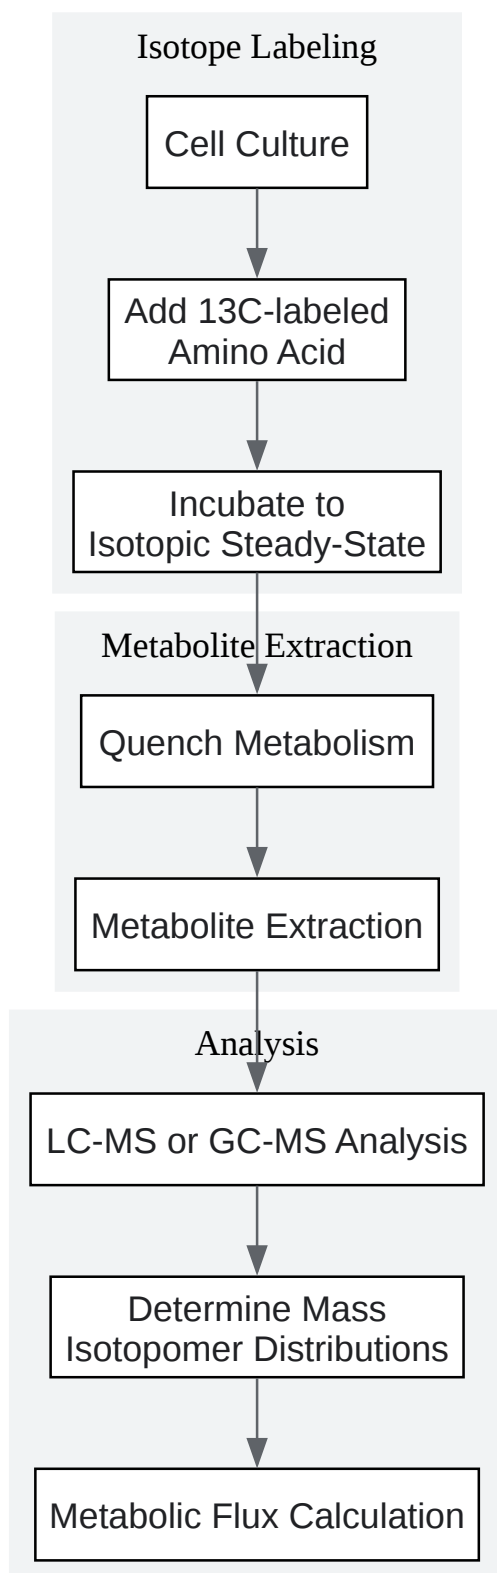 Isotope Labeling
Cell Culture
Add 13C-labeled
Amino Acid
Incubate to
Isotopic Steady-State
Metabolite Extraction
Quench Metabolism
Metabolite Extraction
Analysis
LC-MS or GC-MS Analysis
Determine Mass
Isotopomer Distributions
Metabolic Flux Calculation